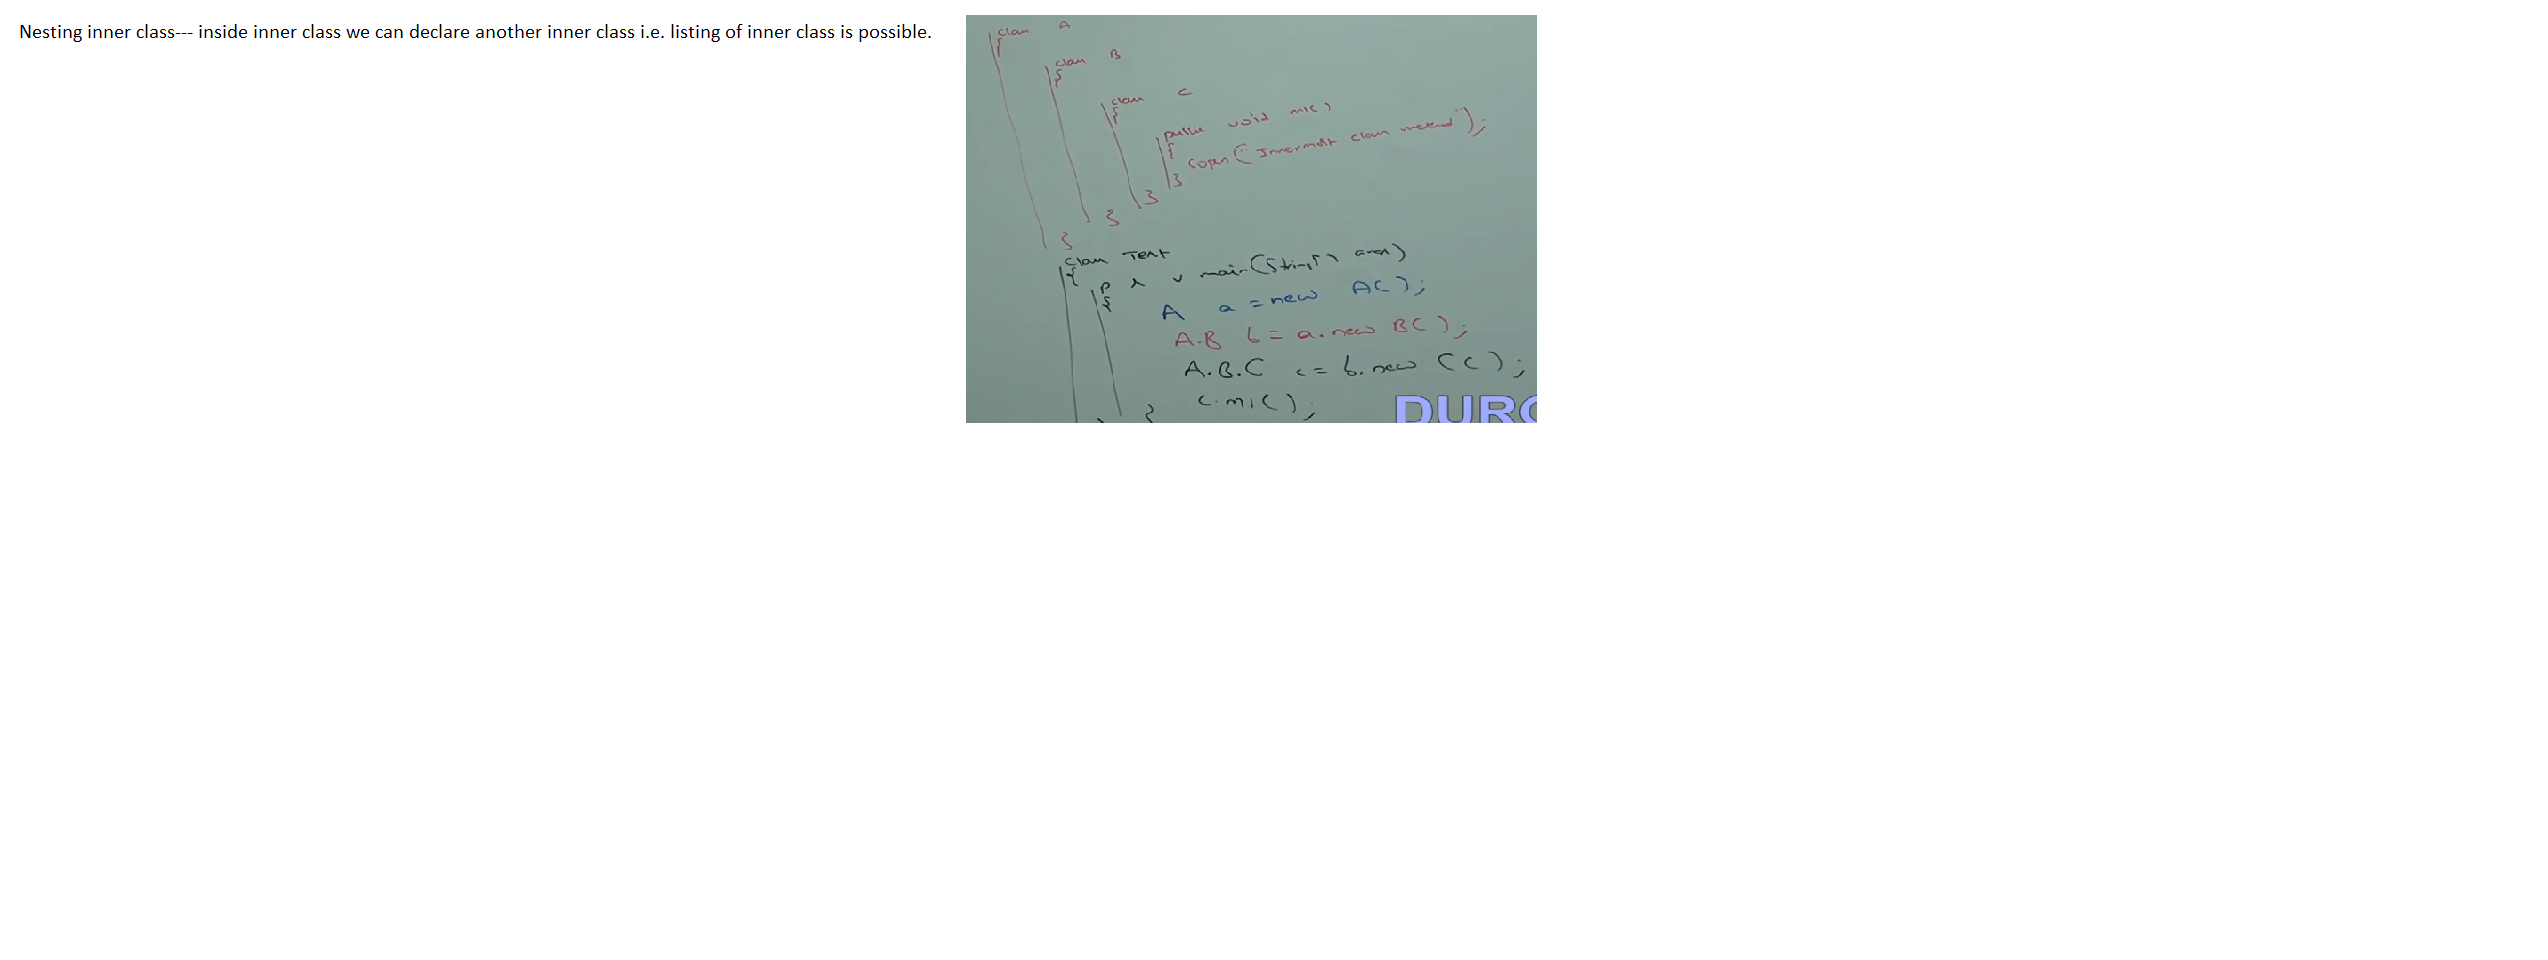 Nesting inner class--- inside inner class we can declare another inner class i.e. listing of inner class is possible.
class A
{
class B
{
class C
{
public void m1()
{
sopln("Innermost class method");
}
}
}
}
class Test
{
p s v main(String[] args)
{
A a = new A();
A.B b = a.new B();
A.B.C c = b.new C();
c.m1();
}
DURG